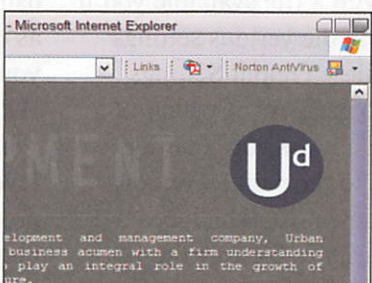 - Microsoft Internet Explorer
Links
Norton AntiVirus
PMENT
Ud
elopment and management company, Urban
business acumen with a firm understanding
play an integral role in the growth of
ure.